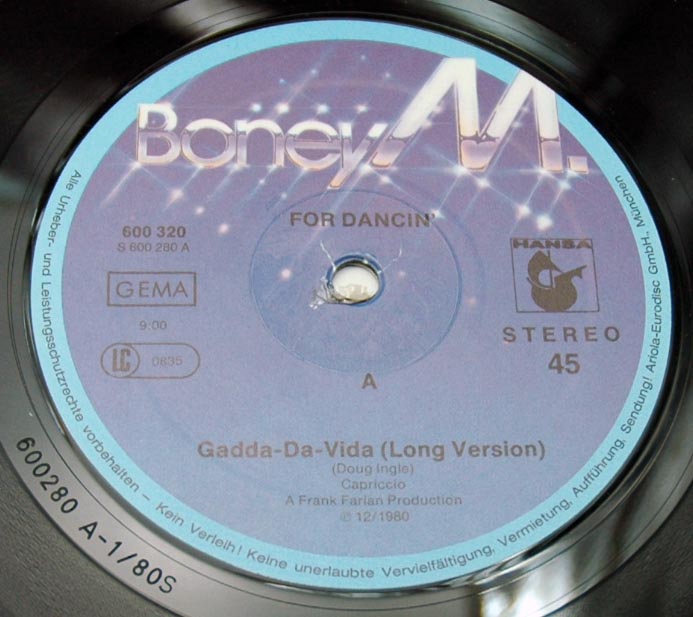 Boney M.
FOR DANCIN'
600 320
S 600 280 A
GEMA
9:00
LC 0835
HANSA
STEREO
45
A
Gadda-Da-Vida (Long Version)
(Doug Ingle)
Capriccio
A Frank Farian Production
℗ 12/1980
Alle Urheber- und Leistungsschutzrechte vorbehalten – Kein Verleih! Keine unerlaubte Vervielfältigung, Vermietung, Aufführung, Sendung! Ariola-Eurodisc GmbH., München
600280 A-1/80S